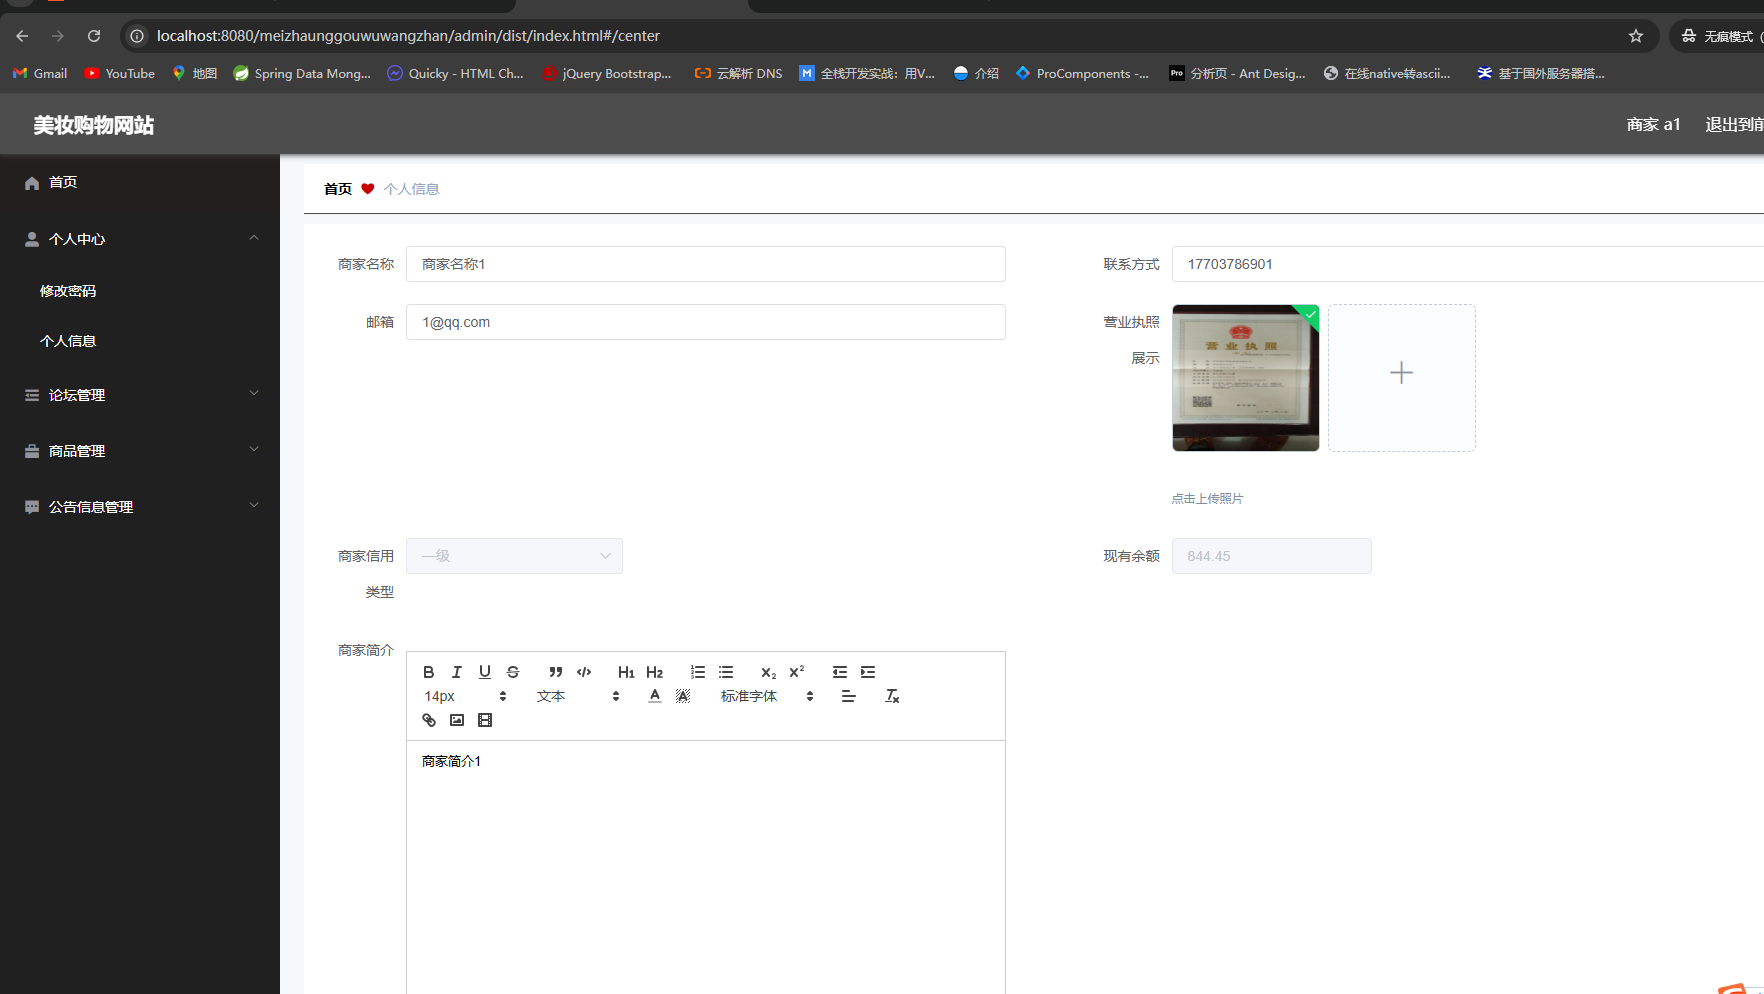 localhost:8080/meizhaunggouwuwangzhan/admin/dist/index.html#/center
无痕模式
Gmail
YouTube
地图
Spring Data Mong...
Quicky - HTML Ch...
jQuery Bootstrap...
云解析 DNS
全栈开发实战：用V...
介绍
ProComponents -...
Pro
分析页 - Ant Desig...
在线native转ascii...
基于国外服务器搭...
美妆购物网站
商家 a1
退出到前
首页
个人中心
修改密码
个人信息
论坛管理
商品管理
公告信息管理
首页 个人信息
商家名称 商家名称1
联系方式 17703786901
邮箱 1@qq.com
营业执照
展示
营业执照
点击上传照片
商家信用
类型
一级
现有余额 844.45
商家简介
B I U S H1 H2 x2 x2
14px 文本 A A 标准字体 Tx
商家简介1